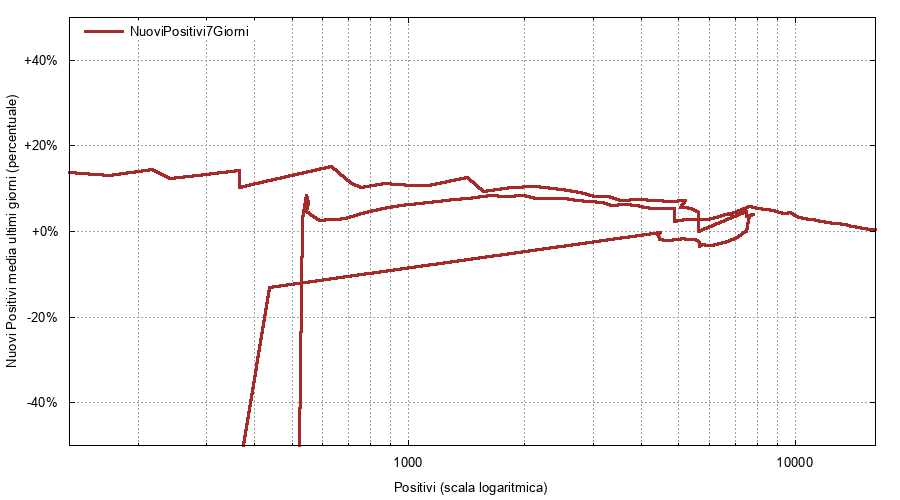 NuoviPositivi7Giorni
+40%
+20%
+0%
-20%
-40%
Nuovi Positivi media ultimi giorni (percentuale)
1000
10000
Positivi (scala logaritmica)